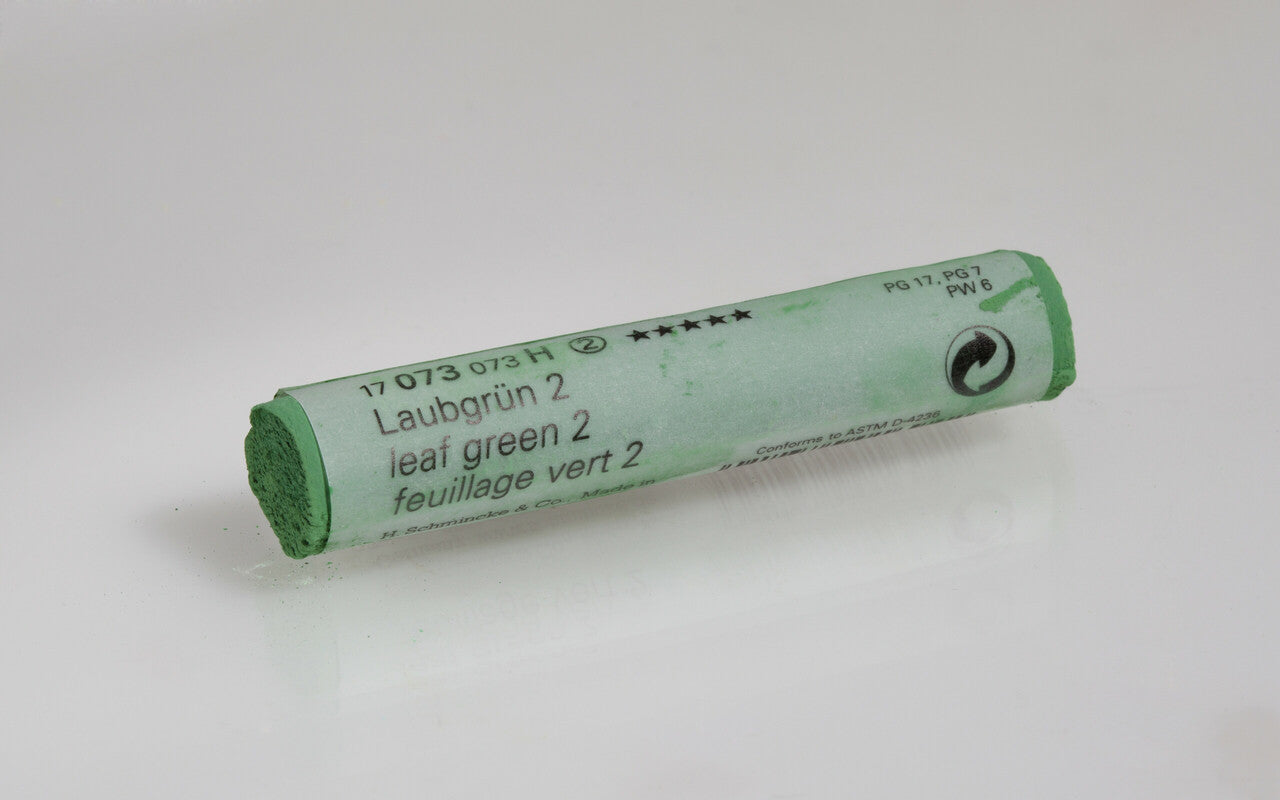 17 073 073 H ② ★★★★★
Laubgrün 2
leaf green 2
feuillage vert 2
H. Schmincke & Co., Made in
PG 17, PG 7
PW 6
Conforms to ASTM D-4236